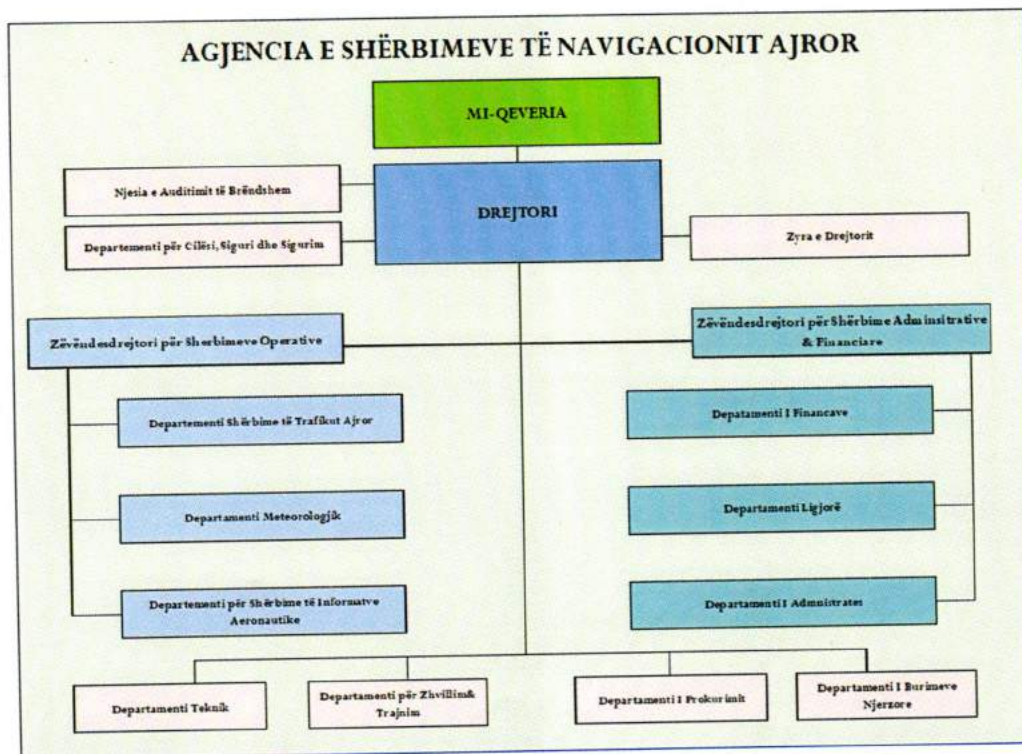 AGJENCIA E SHËRBIMEVE TË NAVIGACIONIT AJROR
MI-QEVERIA
Njesia e Auditimit të Brëndshem
DREJTORI
Departementi për Cilësi, Siguri dhe Sigurim
Zyra e Drejtorit
Zëvëndesdrejtori për Sherbimeve Operative
Zëvëndesdrejtori për Shërbime Adminsitrative
& Financiare
Departementi Shërbime të Trafikut Ajror
Depatamenti I Financave
Departamenti Meteorologjik
Departamenti Ligjorë
Departementi për Shërbime të Informatve
Aeronautike
Departamenti I Admnistrates
Departamenti Teknik
Departamenti për Zhvillim&
Trajnim
Departamenti I Prokurimit
Departamenti I Burimeve
Njerzore